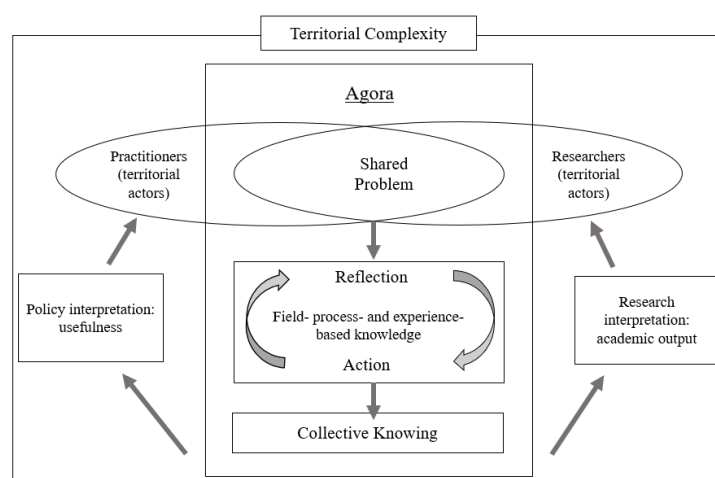 Territorial Complexity
Agora
Practitioners
(territorial
actors)
Shared
Problem
Researchers
(territorial
actors)
Policy interpretation:
usefulness
Reflection
Field- process- and experience-
based knowledge
Action
Research
interpretation:
academic output
Collective Knowing